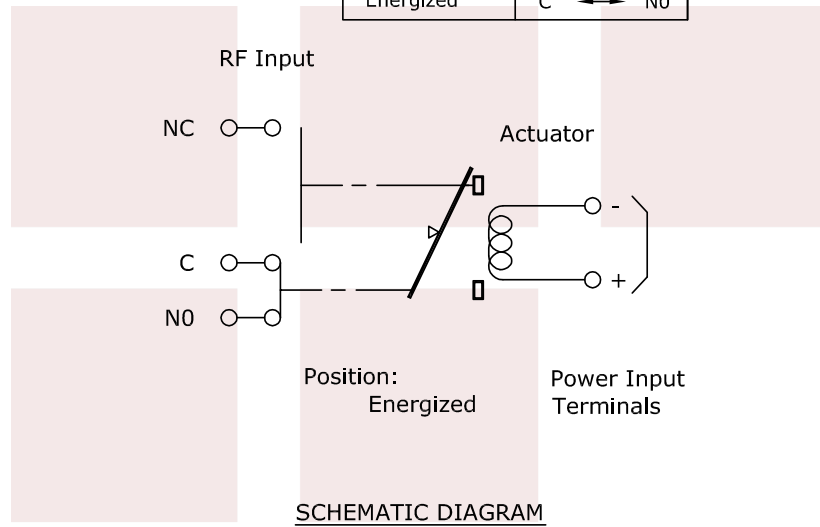 Energized C N0
RF Input
NC
Actuator
-
C
+
N0
Position:
Energized
Power Input
Terminals
SCHEMATIC DIAGRAM